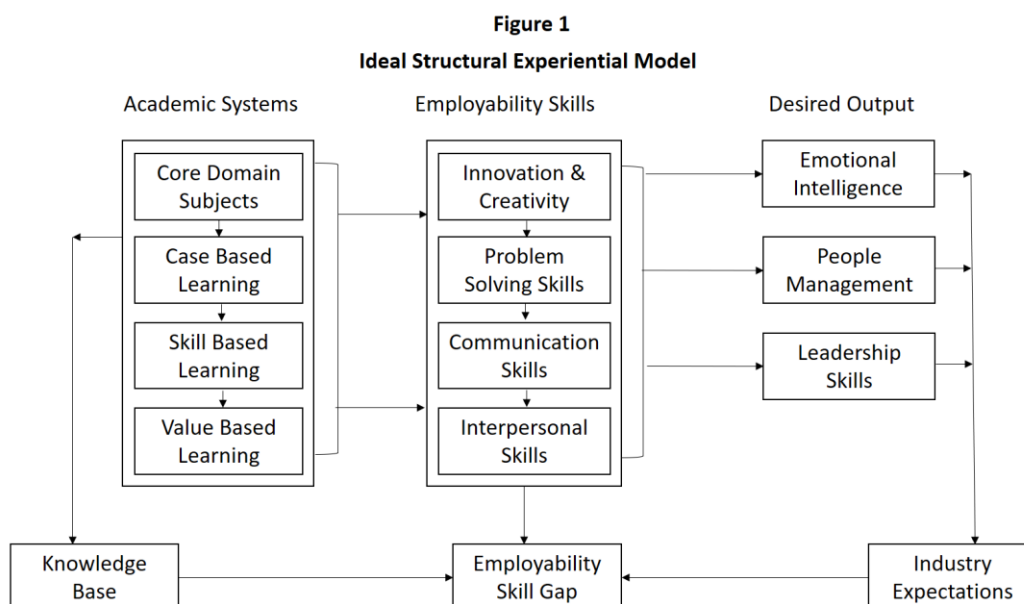 Figure 1
Ideal Structural Experiential Model
Academic Systems
Employability Skills
Desired Output
Core Domain
Subjects
Case Based
Learning
Skill Based
Learning
Value Based
Learning
Innovation &
Creativity
Problem
Solving Skills
Communication
Skills
Interpersonal
Skills
Emotional
Intelligence
People
Management
Leadership
Skills
Knowledge
Base
Employability
Skill Gap
Industry
Expectations